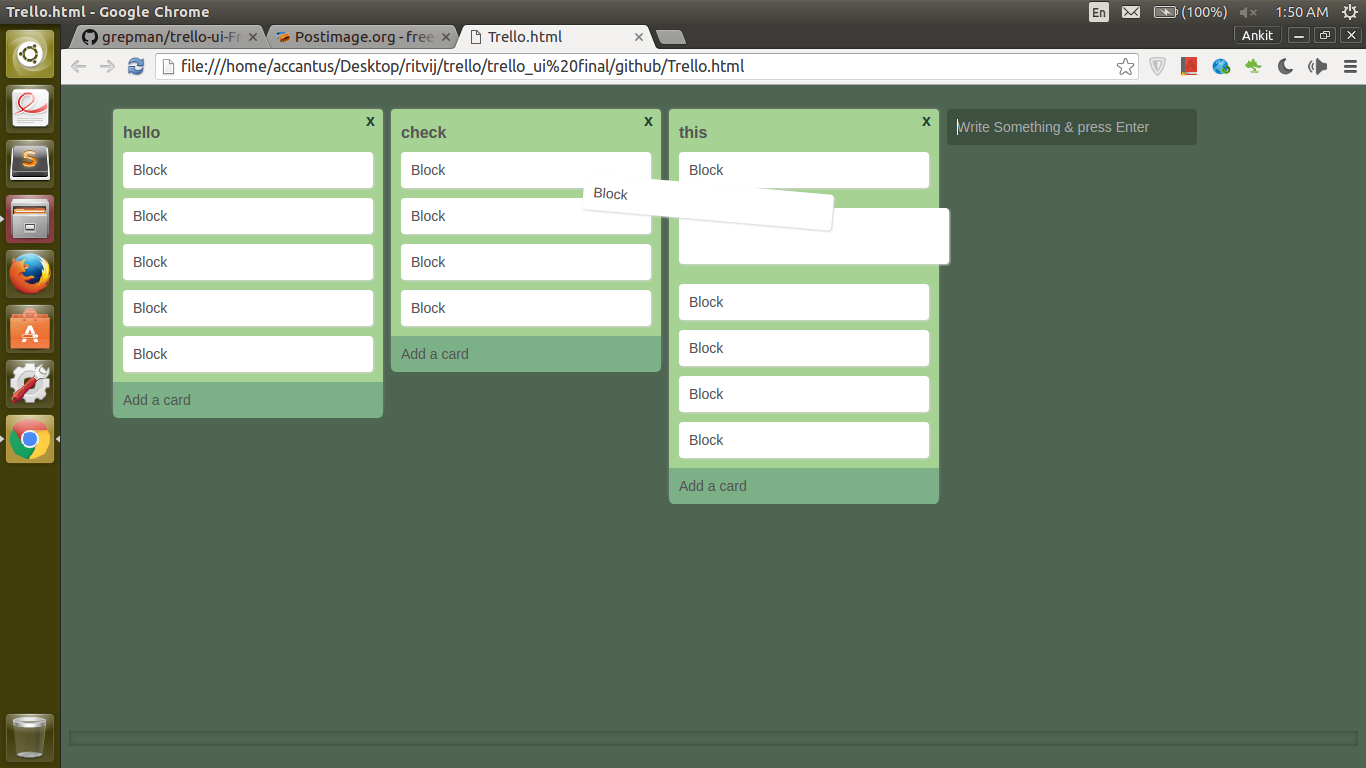 Trello.html - Google Chrome
En
(100%)
1:50 AM
grepman/trello-ui-Fr
Postimage.org - free
Trello.html
Ankit
file:///home/accantus/Desktop/ritvij/trello/trello_ui%20final/github/Trello.html
hello
x
Block
Block
Block
Block
Block
Add a card
check
x
Block
Block
Block
Block
Add a card
Block
this
x
Block
Block
Block
Block
Block
Add a card
Write Something & press Enter